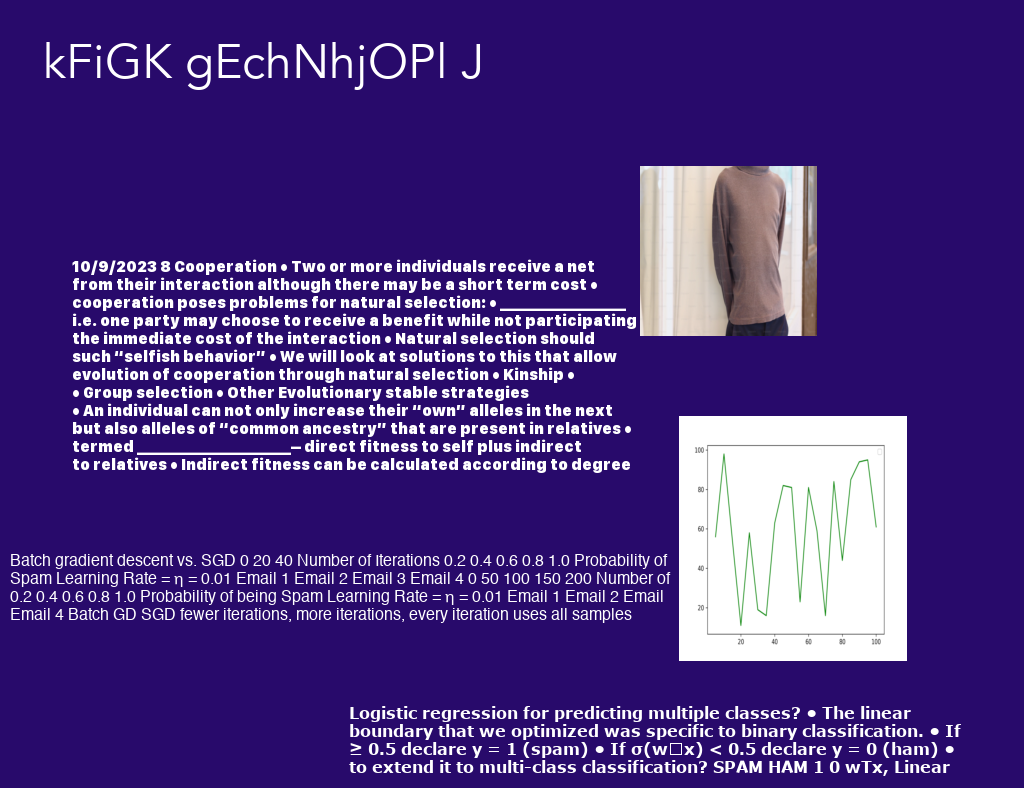 kFiGK gEchNhjOPl J
10/9/2023 8 Cooperation • Two or more individuals receive a net
from their interaction although there may be a short term cost •
cooperation poses problems for natural selection: • _______________
i.e. one party may choose to receive a benefit while not participating
the immediate cost of the interaction • Natural selection should
such “selfish behavior” • We will look at solutions to this that allow
evolution of cooperation through natural selection • Kinship •
• Group selection • Other Evolutionary stable strategies
• An individual can not only increase their “own” alleles in the next
but also alleles of “common ancestry” that are present in relatives •
termed ___________________– direct fitness to self plus indirect
to relatives • Indirect fitness can be calculated according to degree
100
80
60
40
20
20 40 60 80 100
Batch gradient descent vs. SGD 0 20 40 Number of Iterations 0.2 0.4 0.6 0.8 1.0 Probability of
Spam Learning Rate = η = 0.01 Email 1 Email 2 Email 3 Email 4 0 50 100 150 200 Number of
0.2 0.4 0.6 0.8 1.0 Probability of being Spam Learning Rate = η = 0.01 Email 1 Email 2 Email
Email 4 Batch GD SGD fewer iterations, more iterations, every iteration uses all samples
Logistic regression for predicting multiple classes? • The linear
boundary that we optimized was specific to binary classification. • If
≥ 0.5 declare y = 1 (spam) • If σ(w□x) < 0.5 declare y = 0 (ham) •
to extend it to multi-class classification? SPAM HAM 1 0 wTx, Linear